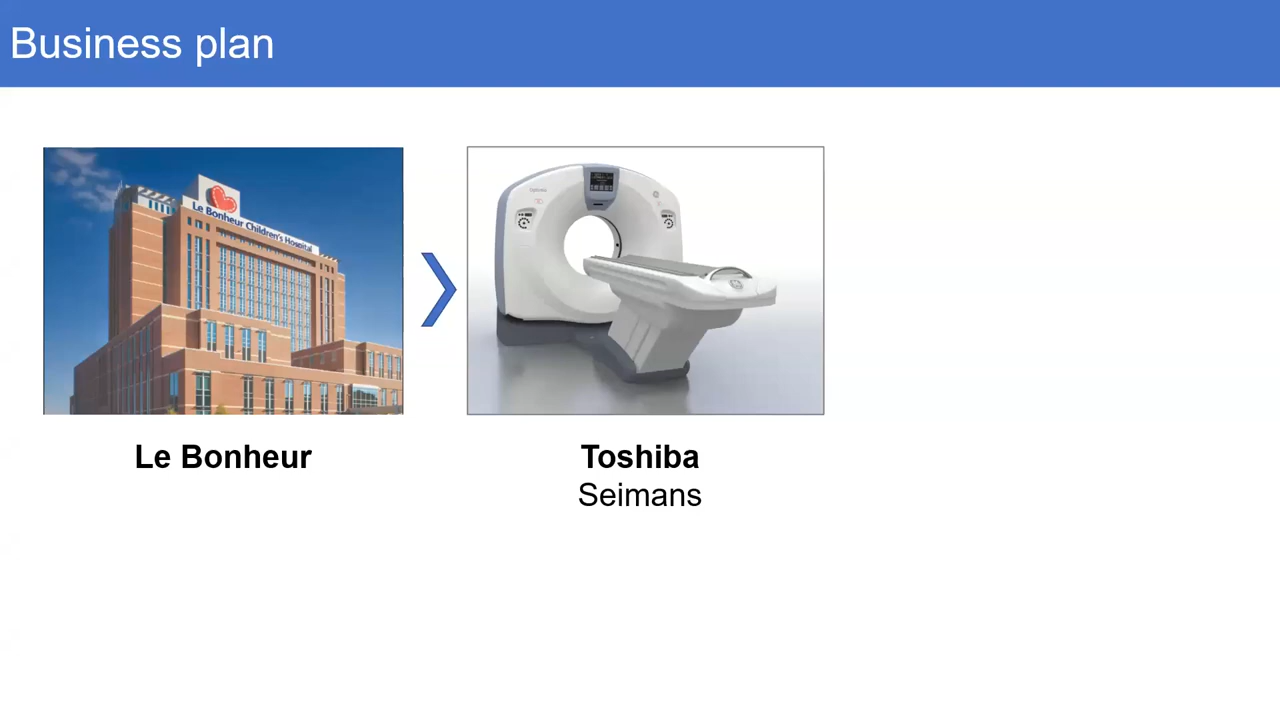 Business plan
Le Bonheur Children's Hospital
Le Bonheur
Toshiba
Seimans